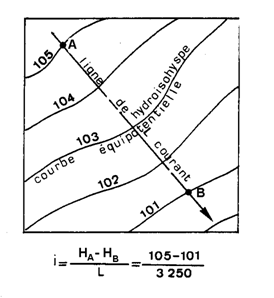 A
105
ligne de courant
104
hydroisohypse
103
courbe équipotentielle
102
B
101
i = H_A - H_B / L = 105-101 / 3 250